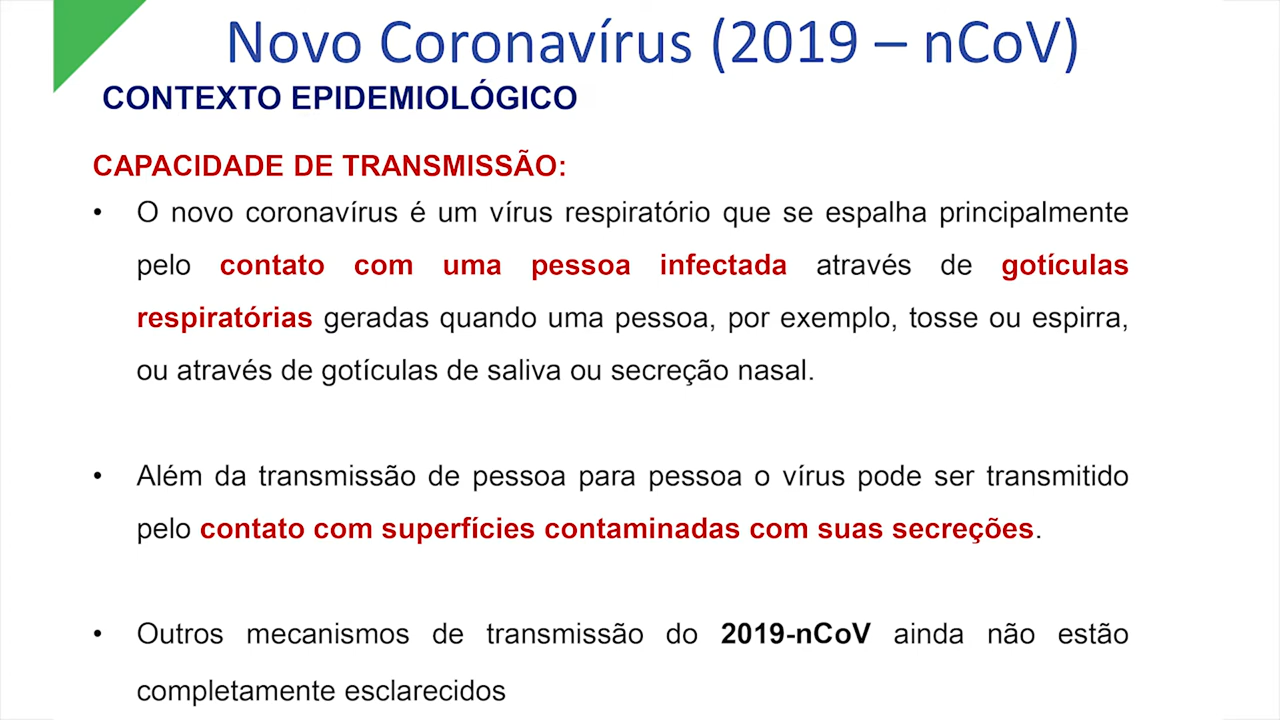 Novo Coronavírus (2019 – nCoV)
CONTEXTO EPIDEMIOLÓGICO
CAPACIDADE DE TRANSMISSÃO:
• O novo coronavírus é um vírus respiratório que se espalha principalmente
pelo contato com uma pessoa infectada através de gotículas
respiratórias geradas quando uma pessoa, por exemplo, tosse ou espirra,
ou através de gotículas de saliva ou secreção nasal.
• Além da transmissão de pessoa para pessoa o vírus pode ser transmitido
pelo contato com superfícies contaminadas com suas secreções.
• Outros mecanismos de transmissão do 2019-nCoV ainda não estão
completamente esclarecidos